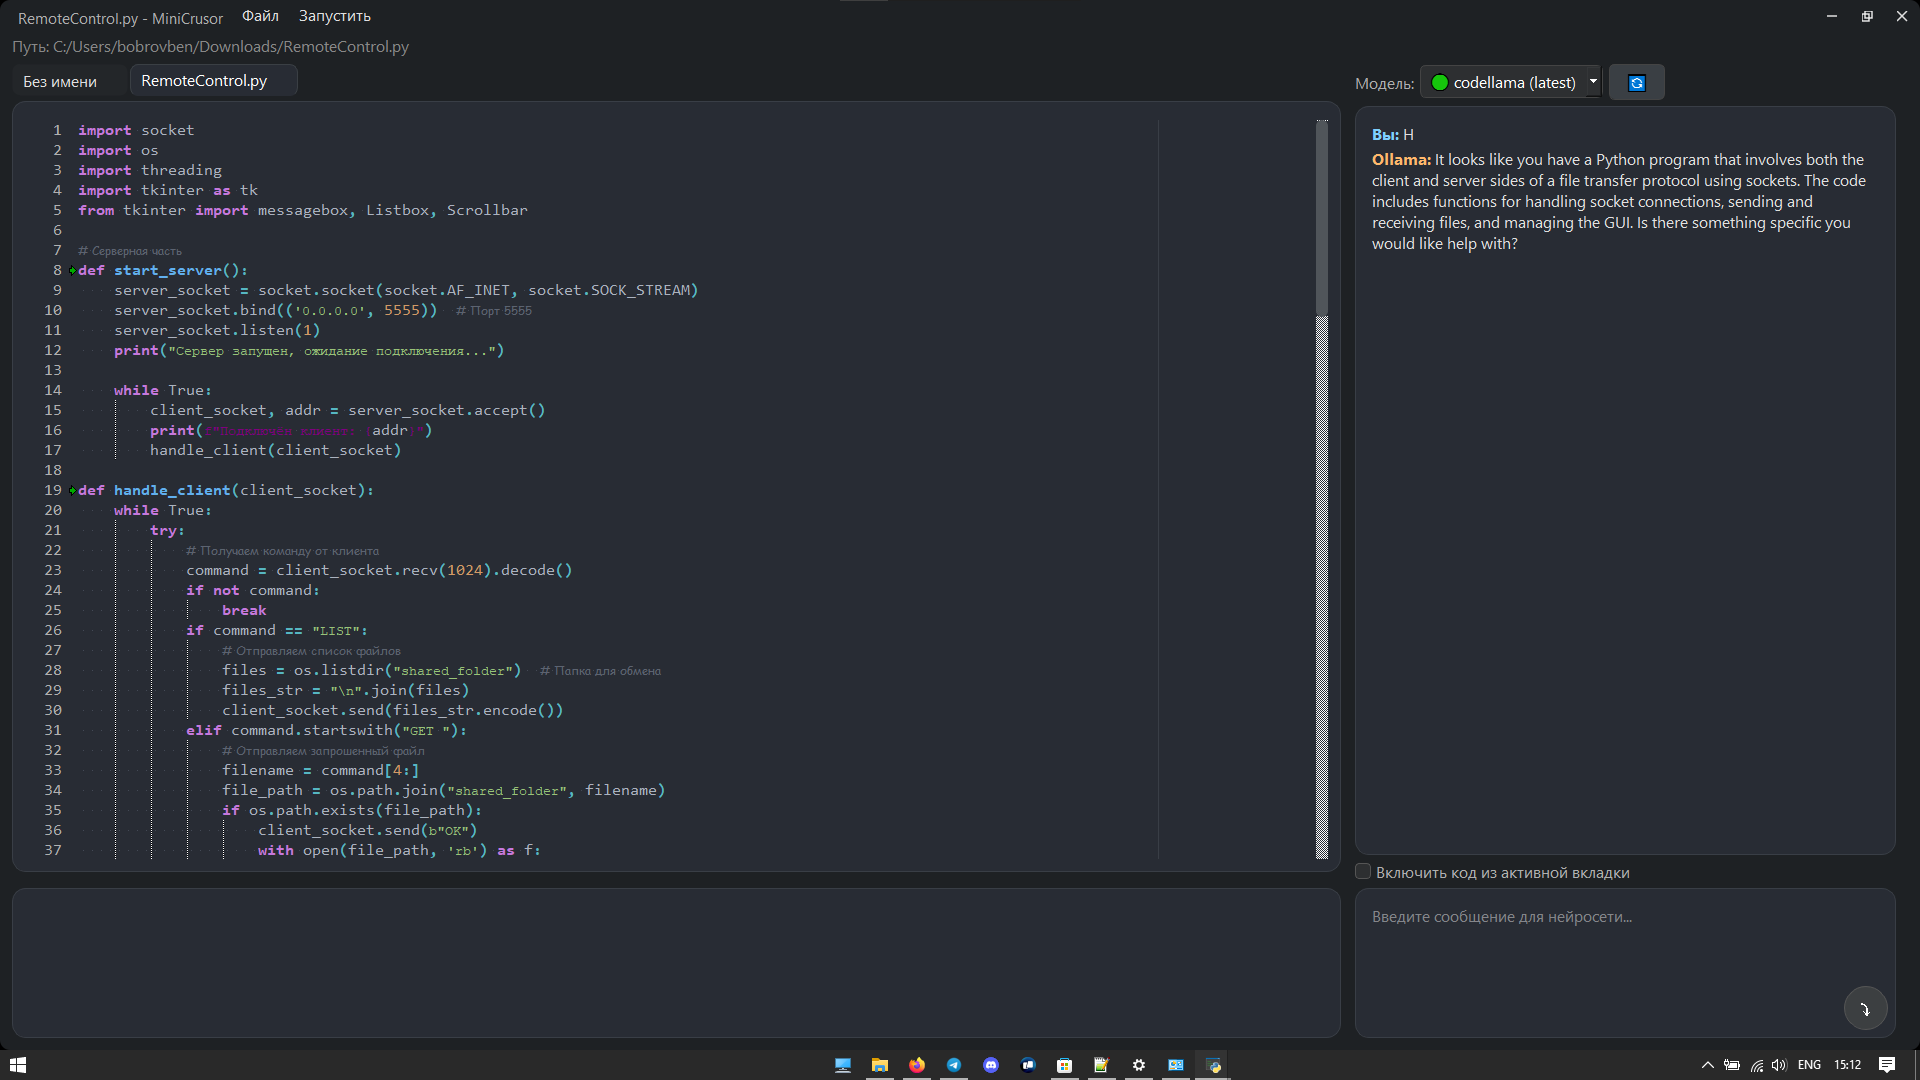 RemoteControl.py - MiniCrusor
Файл
Запустить
Путь: C:/Users/bobrovben/Downloads/RemoteControl.py
Без имени
RemoteControl.py
Модель:
codellama (latest)
1 import socket
2 import os
3 import threading
4 import tkinter as tk
5 from tkinter import messagebox, Listbox, Scrollbar
6
7 # Серверная часть
8 def start_server():
9 server_socket = socket.socket(socket.AF_INET, socket.SOCK_STREAM)
10 server_socket.bind(('0.0.0.0', 5555)) # Порт 5555
11 server_socket.listen(1)
12 print("Сервер запущен, ожидание подключения...")
13
14 while True:
15 client_socket, addr = server_socket.accept()
16 print( addr ")
17 handle_client(client_socket)
18
19 def handle_client(client_socket):
20 while True:
21 try:
22 # Получаем команду от клиента
23 command = client_socket.recv(1024).decode()
24 if not command:
25 break
26 if command == "LIST":
27 # Отправляем список файлов
28 files = os.listdir("shared_folder") # Папка для обмена
29 files_str = "\n".join(files)
30 client_socket.send(files_str.encode())
31 elif command.startswith("GET "):
32 # Отправляем запрошенный файл
33 filename = command[4:]
34 file_path = os.path.join("shared_folder", filename)
35 if os.path.exists(file_path):
36 client_socket.send(b"OK")
37 with open(file_path, 'rb') as f:
Вы: H
Ollama: It looks like you have a Python program that involves both the
client and server sides of a file transfer protocol using sockets. The code
includes functions for handling socket connections, sending and
receiving files, and managing the GUI. Is there something specific you
would like help with?
Включить код из активной вкладки
Введите сообщение для нейросети...
ENG
15:12